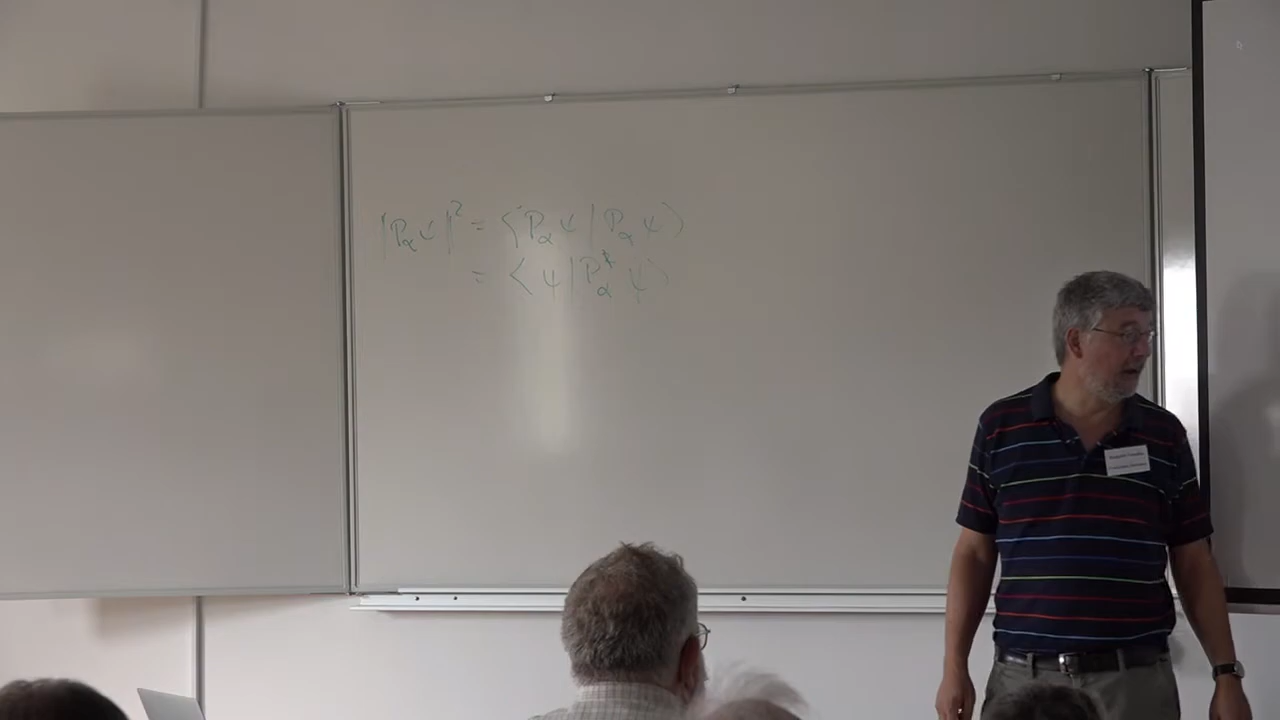 |P_α ψ|² = ⟨P_α ψ | P_α ψ⟩
= ⟨ψ | P_α* ψ⟩